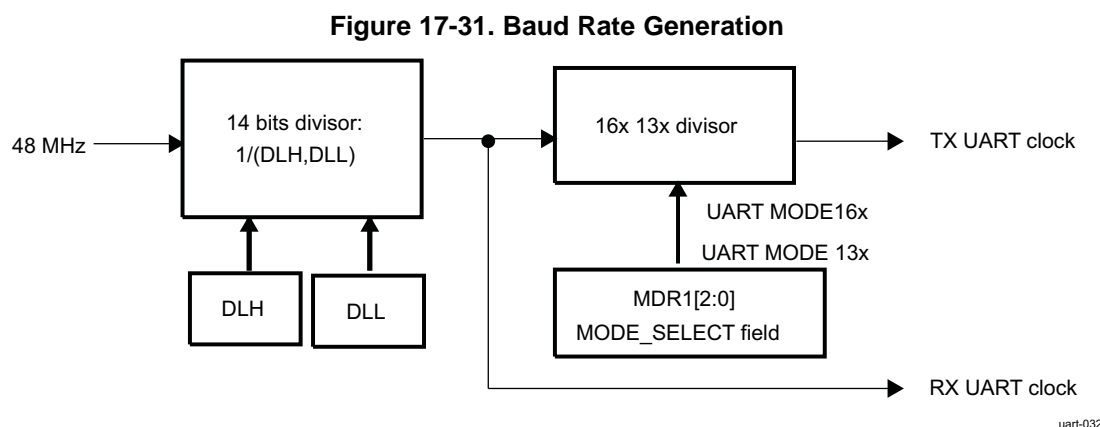 Figure 17-31. Baud Rate Generation
48 MHz
14 bits divisor:
1/(DLH,DLL)
16x 13x divisor
TX UART clock
UART MODE16x
UART MODE 13x
DLH
DLL
MDR1[2:0]
MODE_SELECT field
RX UART clock
uart-032